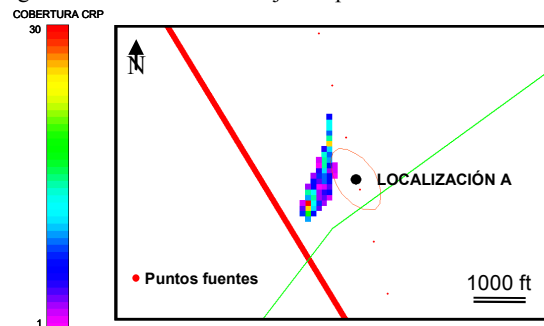 COBERTURA CRP
30
N
LOCALIZACIÓN A
Puntos fuentes
1000 ft
1